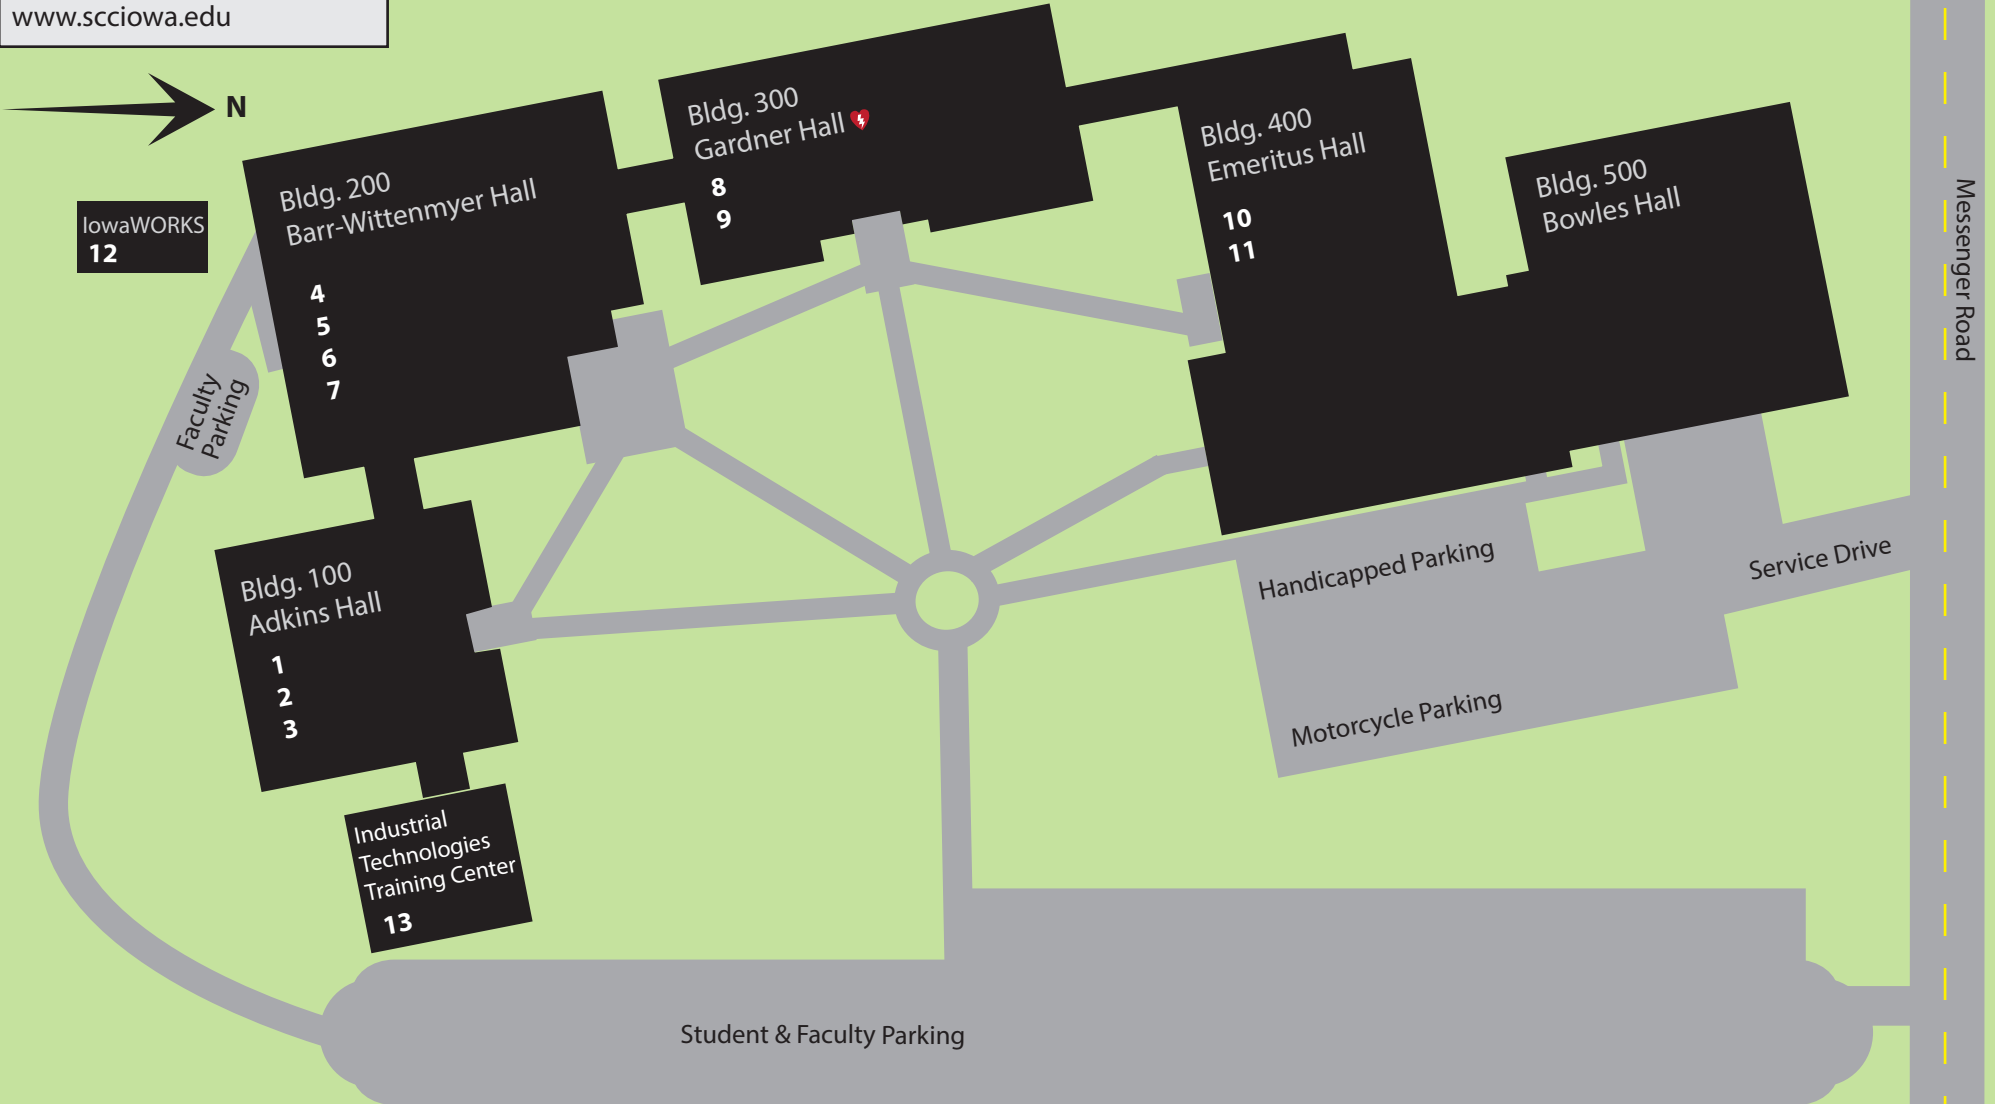 www.scciowa.edu
N
Bldg. 300
Gardner Hall
8
9
Bldg. 400
Emeritus Hall
10
11
Bldg. 500
Bowles Hall
Bldg. 200
Barr-Wittenmyer Hall
4
5
6
7
IowaWORKS
12
Messenger Road
Faculty
Parking
Bldg. 100
Adkins Hall
1
2
3
Handicapped Parking
Service Drive
Motorcycle Parking
Industrial
Technologies
Training Center
13
Student & Faculty Parking